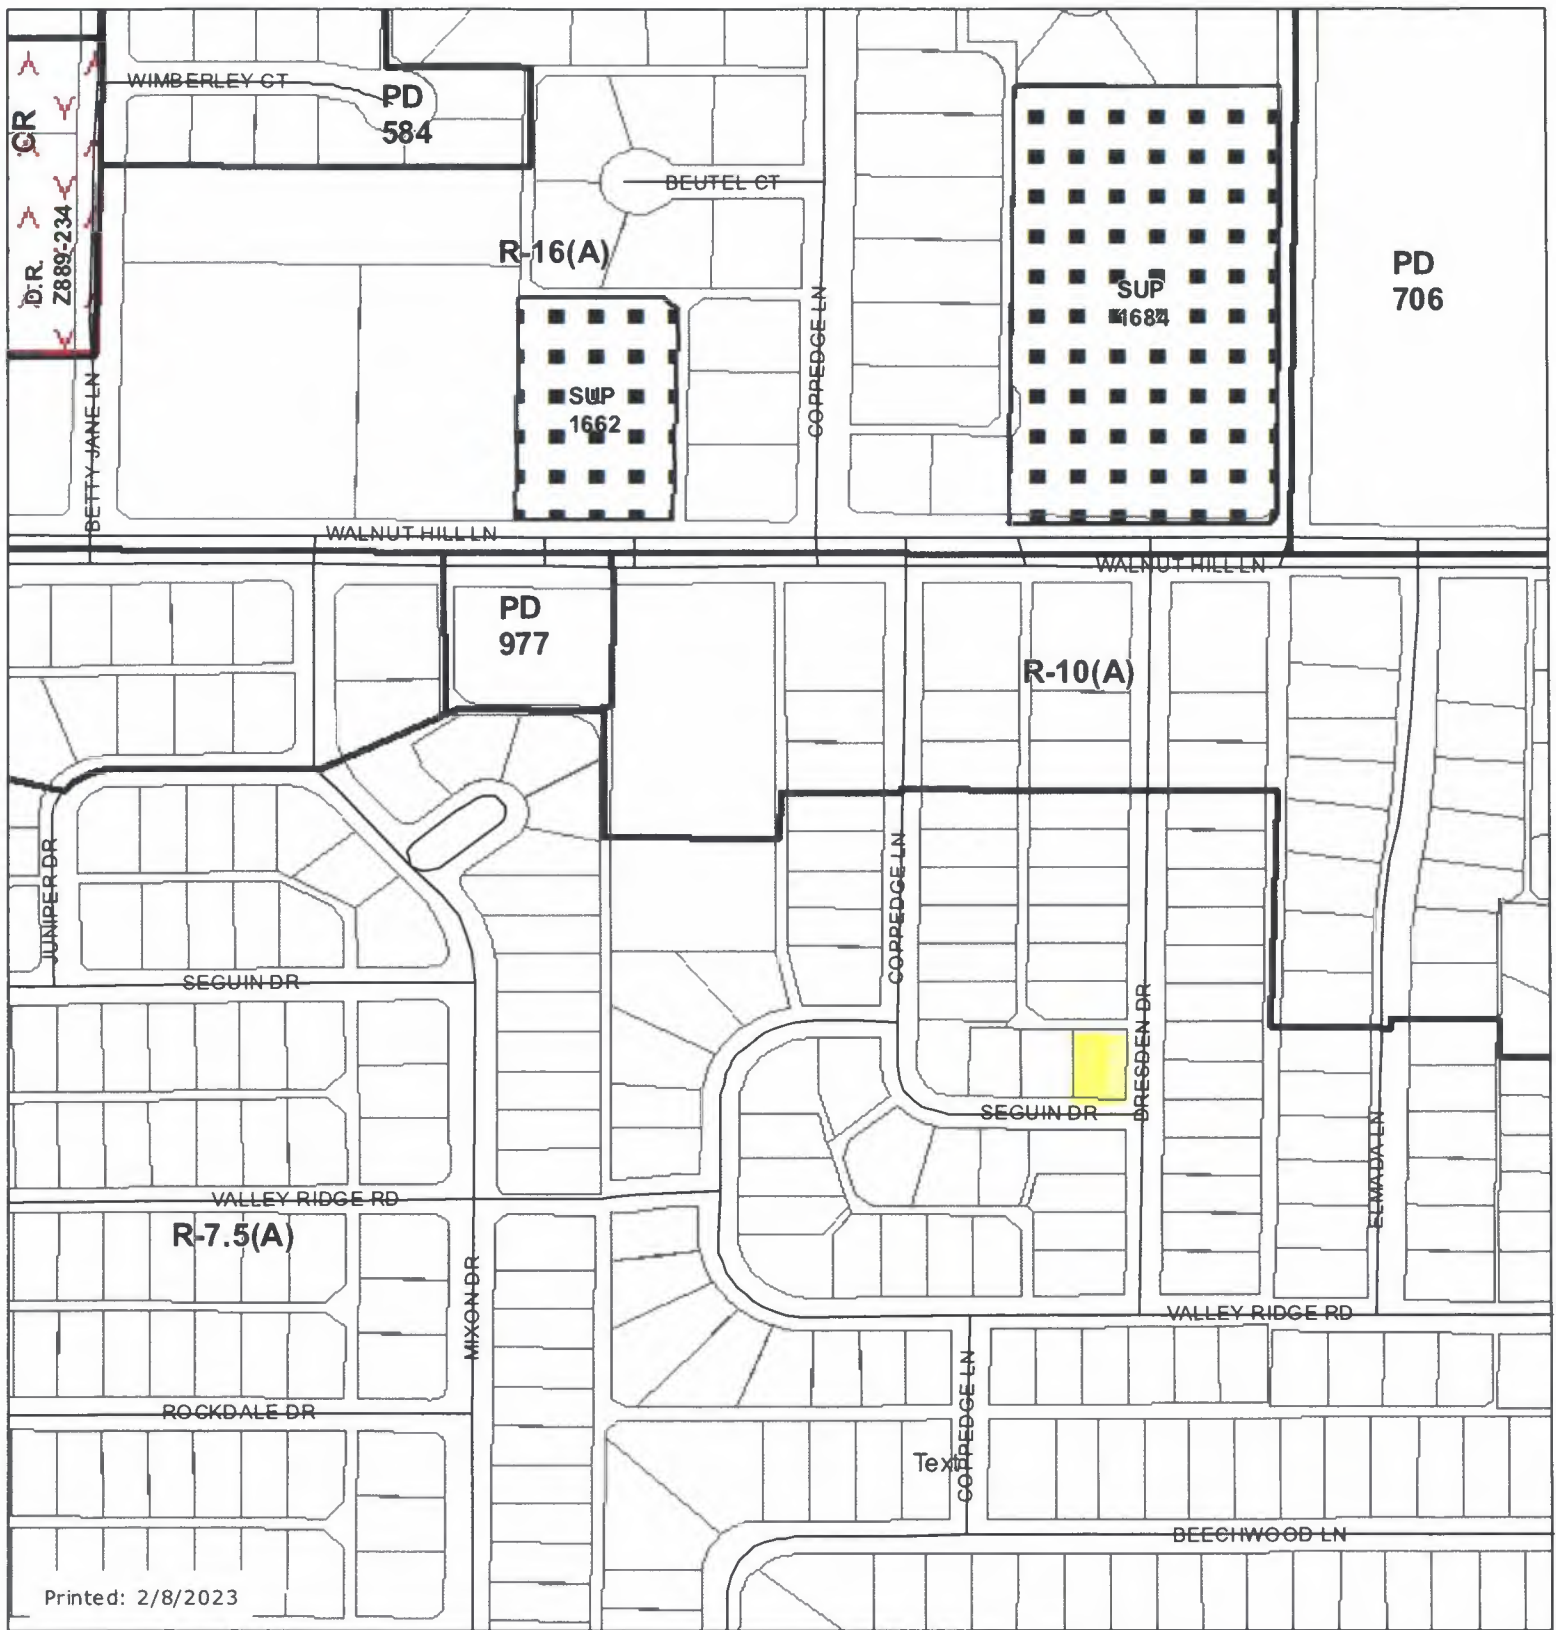 WIMBERLEY CT
PD
584
CR
D.R.
Z889-234
BEUTEL CT
R-16(A)
PD
706
SUP
1684
SUP
1662
COPPEDGE LN
BETTY JANE LN
WALNUT HILL LN
WALNUT HILL LN
PD
977
R-10(A)
JUNIPER DR
COPPEDGE LN
SEGUIN DR
DRESDEN DR
SEGUIN DR
ELMADA LN
VALLEY RIDGE RD
R-7.5(A)
MIXON DR
VALLEY RIDGE RD
COPPEDGE LN
ROCKDALE DR
Text
BEECHWOOD LN
Printed: 2/8/2023